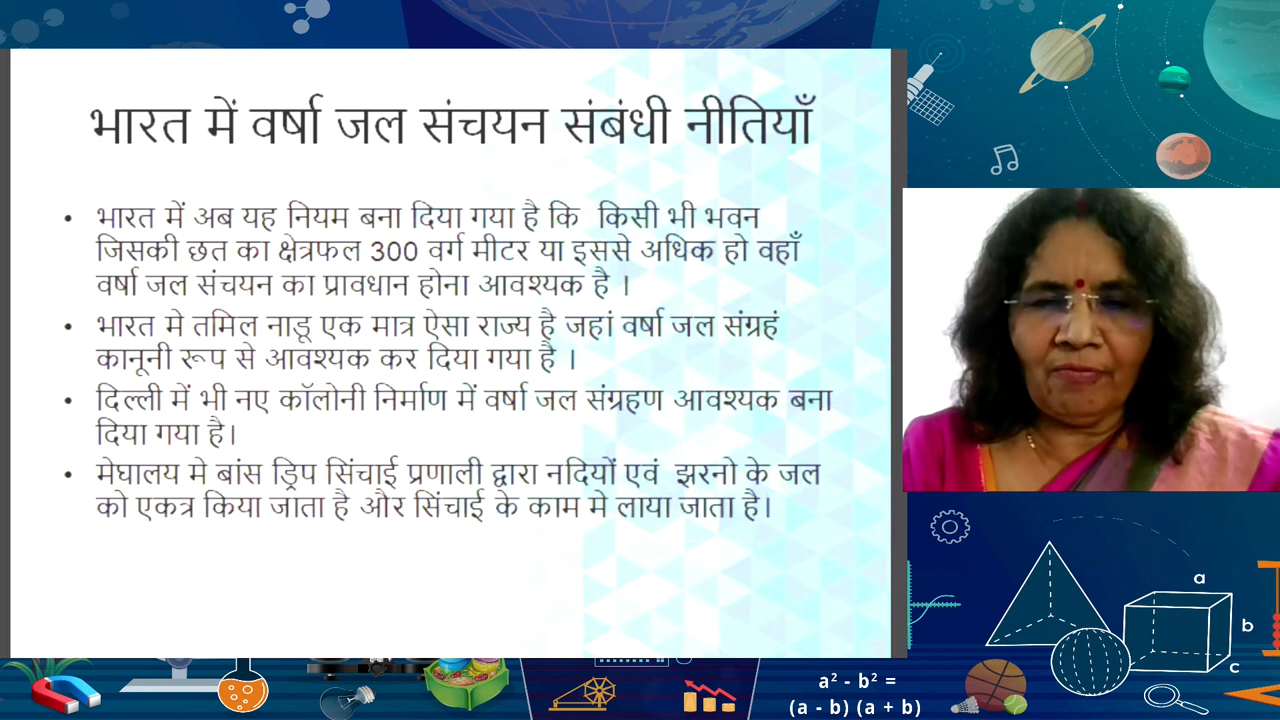 भारत में वर्षा जल संचयन संबंधी नीतियाँ
• भारत में अब यह नियम बना दिया गया है कि किसी भी भवन
जिसकी छत का क्षेत्रफल 300 वर्ग मीटर या इससे अधिक हो वहाँ
वर्षा जल संचयन का प्रावधान होना आवश्यक है ।
• भारत मे तमिल नाडू एक मात्र ऐसा राज्य है जहां वर्षा जल संग्रहं
कानूनी रूप से आवश्यक कर दिया गया है ।
• दिल्ली में भी नए कॉलोनी निर्माण में वर्षा जल संग्रहण आवश्यक बना
दिया गया है।
• मेघालय मे बांस ड्रिप सिंचाई प्रणाली द्वारा नदियों एवं झरनो के जल
को एकत्र किया जाता है और सिंचाई के काम मे लाया जाता है।
a
b
c
a² - b² =
(a - b) (a + b)